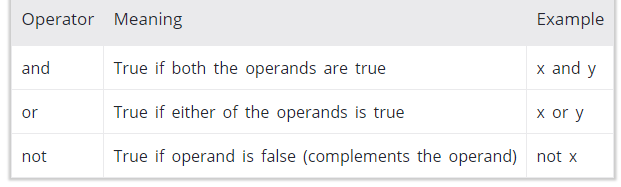 Operator Meaning Example
and True if both the operands are true x and y
or True if either of the operands is true x or y
not True if operand is false (complements the operand) not x